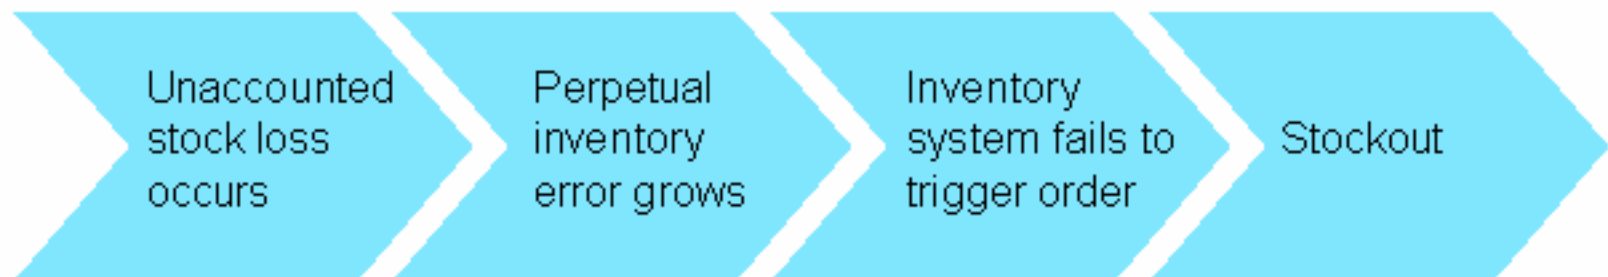 Unaccounted
stock loss
occurs
Perpetual
inventory
error grows
Inventory
system fails to
trigger order
Stockout